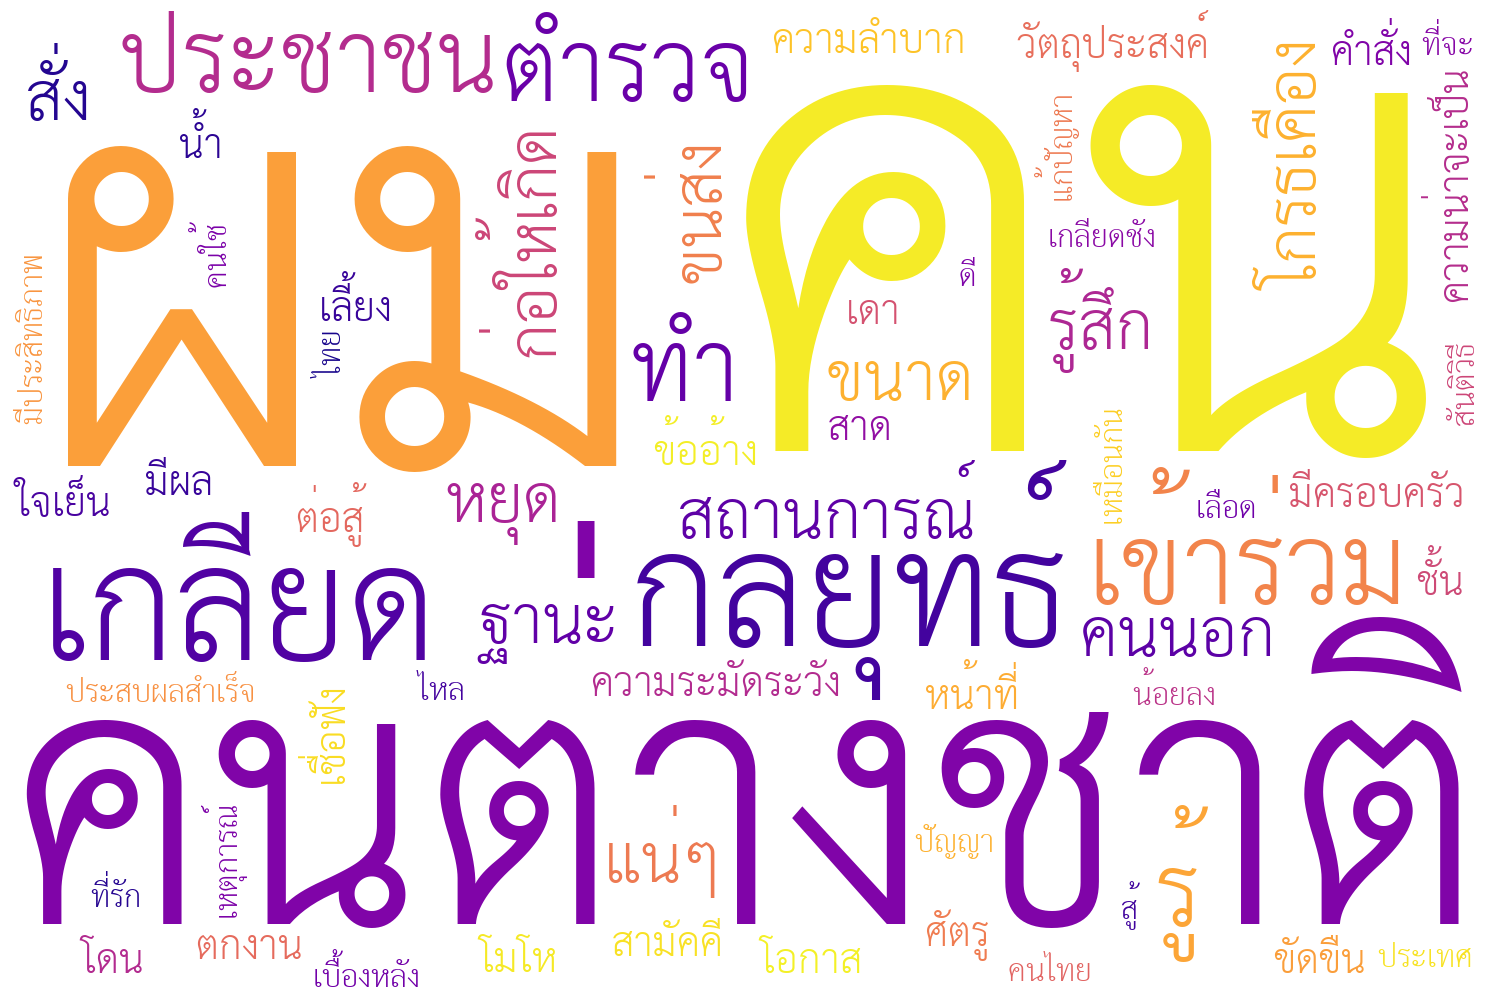 สั่ง
ประชาชน
ตำรวจ
ความลำบาก
วัตถุประสงค์
คำสั่ง
ที่จะ
น้ำ
ผม
คน
ก่อให้เกิด
ขนส่ง
แก้ปัญหา
โกรธเคือง
ความน่าจะเป็น
คนใช้
เกลียดชัง
ดี
มีประสิทธิภาพ
เลี้ยง
ไทย
เดา
รู้สึก
ทำ
ขนาด
สันติวิธี
สาด
ข้ออ้าง
เหมือนกัน
ใจเย็น
มีผล
ต่อสู้
หยุด
สถานการณ์
เลือด
มีครอบครัว
เกลียด
ฐานะ
กลยุทธ์
เข้าร่วม
ชั้น
คนนอก
ประสบผลสำเร็จ
ไหล
ความระมัดระวัง
หน้าที่
น้อยลง
เชื่อฟัง
คนต่างชาติ
เหตุการณ์
แน่ๆ
ปัญญา
รู้
ที่รัก
สู้
โดน
ตกงาน
เบื้องหลัง
โมโห
สามัคคี
โอกาส
ศัตรู
คนไทย
ขัดขืน
ประเทศ